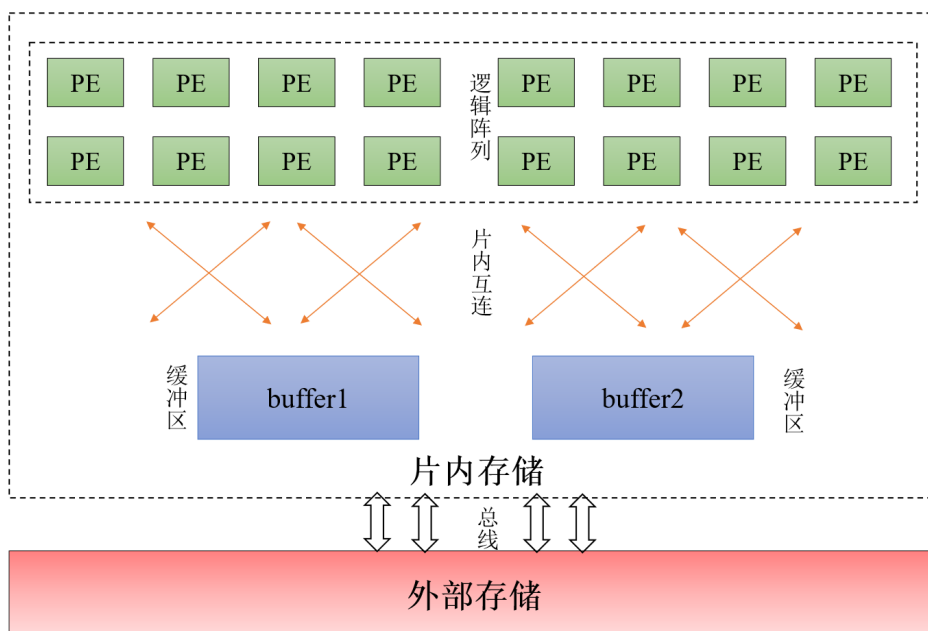 PE PE PE PE PE PE PE PE
逻辑阵列
PE PE PE PE PE PE PE PE
片内互连
缓冲区
buffer1
buffer2
缓冲区
片内存储
总线
外部存储